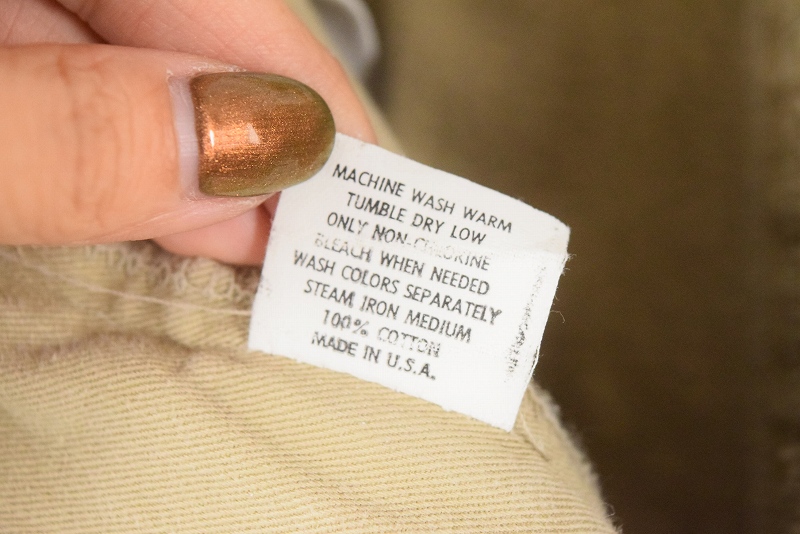 MACHINE WASH WARM
TUMBLE DRY LOW
ONLY NON-CHLORINE
BLEACH WHEN NEEDED
WASH COLORS SEPARATELY
STEAM IRON MEDIUM
100% COTTON
MADE IN U.S.A.